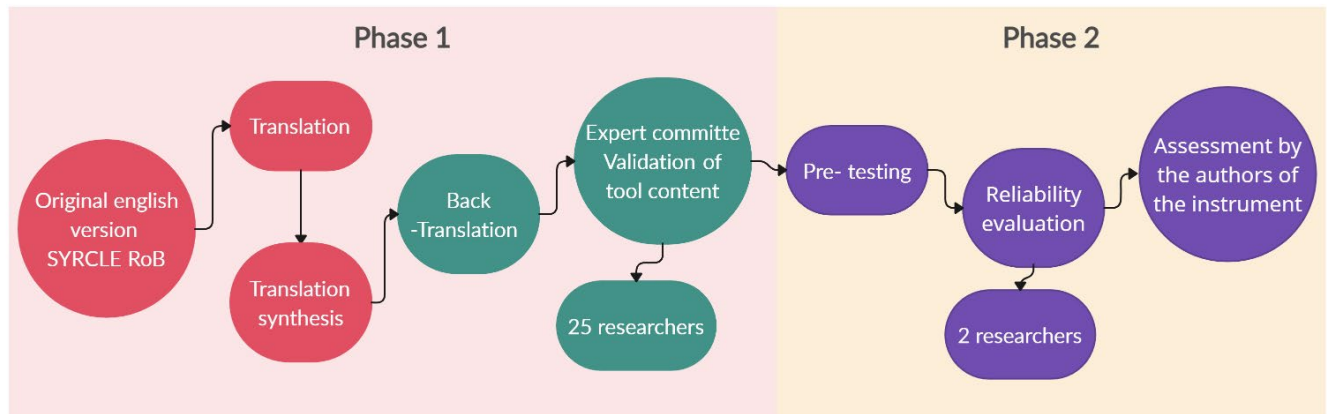 Phase 1
Original english
version
SYRCLE RoB
Translation
Translation
synthesis
Back
-Translation
Expert committe
Validation of
tool content
25 researchers
Phase 2
Pre- testing
Reliability
evaluation
2 researchers
Assessment by
the authors of
the instrument